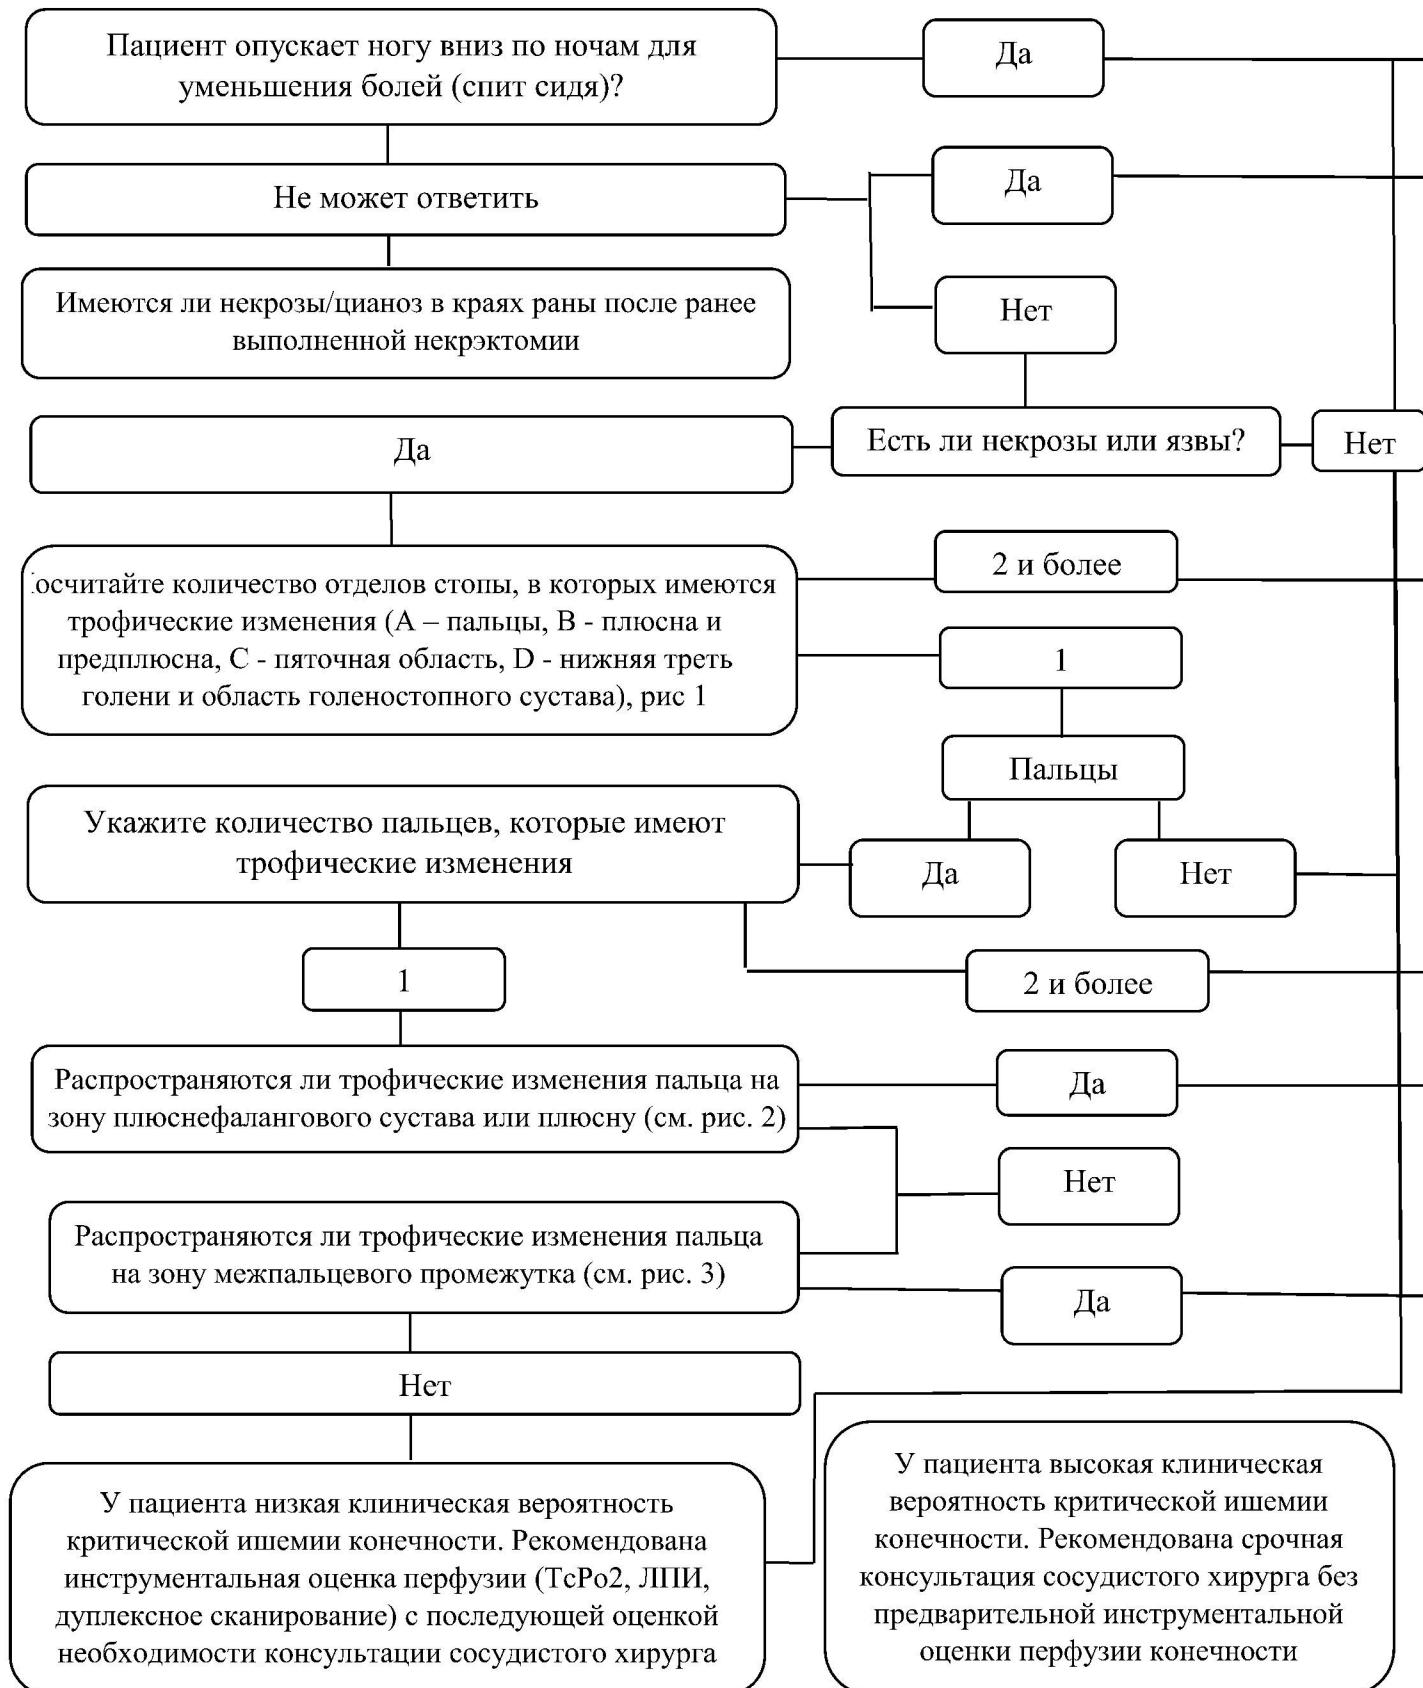 Пациент опускает ногу вниз по ночам для
уменьшения болей (спит сидя)?
Да
Не может ответить
Да
Имеются ли некрозы/цианоз в краях раны после ранее
выполненной некрэктомии
Нет
Да
Есть ли некрозы или язвы?
Нет
осчитайте количество отделов стопы, в которых имеются
трофические изменения (А – пальцы, В - плюсна и
предплюсна, С - пяточная область, D - нижняя треть
голени и область голеностопного сустава), рис 1
2 и более
1
Пальцы
Укажите количество пальцев, которые имеют
трофические изменения
Да
Нет
1
2 и более
Распространяются ли трофические изменения пальца на
зону плюснефалангового сустава или плюсну (см. рис. 2)
Да
Нет
Распространяются ли трофические изменения пальца
на зону межпальцевого промежутка (см. рис. 3)
Да
Нет
У пациента низкая клиническая вероятность
критической ишемии конечности. Рекомендована
инструментальная оценка перфузии (TcPo2, ЛПИ,
дуплексное сканирование) с последующей оценкой
необходимости консультации сосудистого хирурга
У пациента высокая клиническая
вероятность критической ишемии
конечности. Рекомендована срочная
консультация сосудистого хирурга без
предварительной инструментальной
оценки перфузии конечности